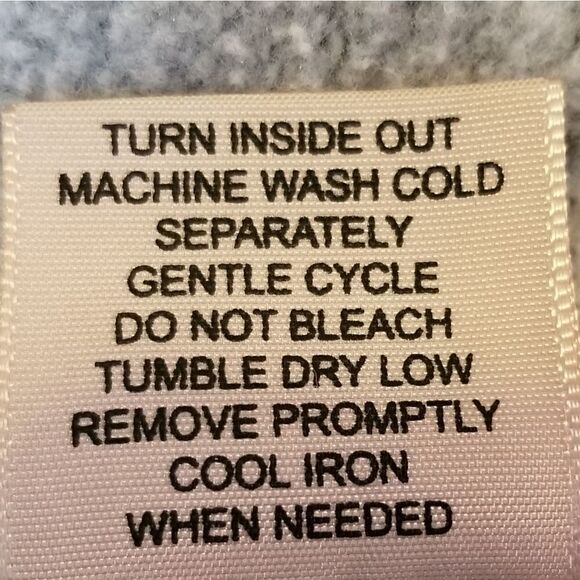 TURN INSIDE OUT
MACHINE WASH COLD
SEPARATELY
GENTLE CYCLE
DO NOT BLEACH
TUMBLE DRY LOW
REMOVE PROMPTLY
COOL IRON
WHEN NEEDED